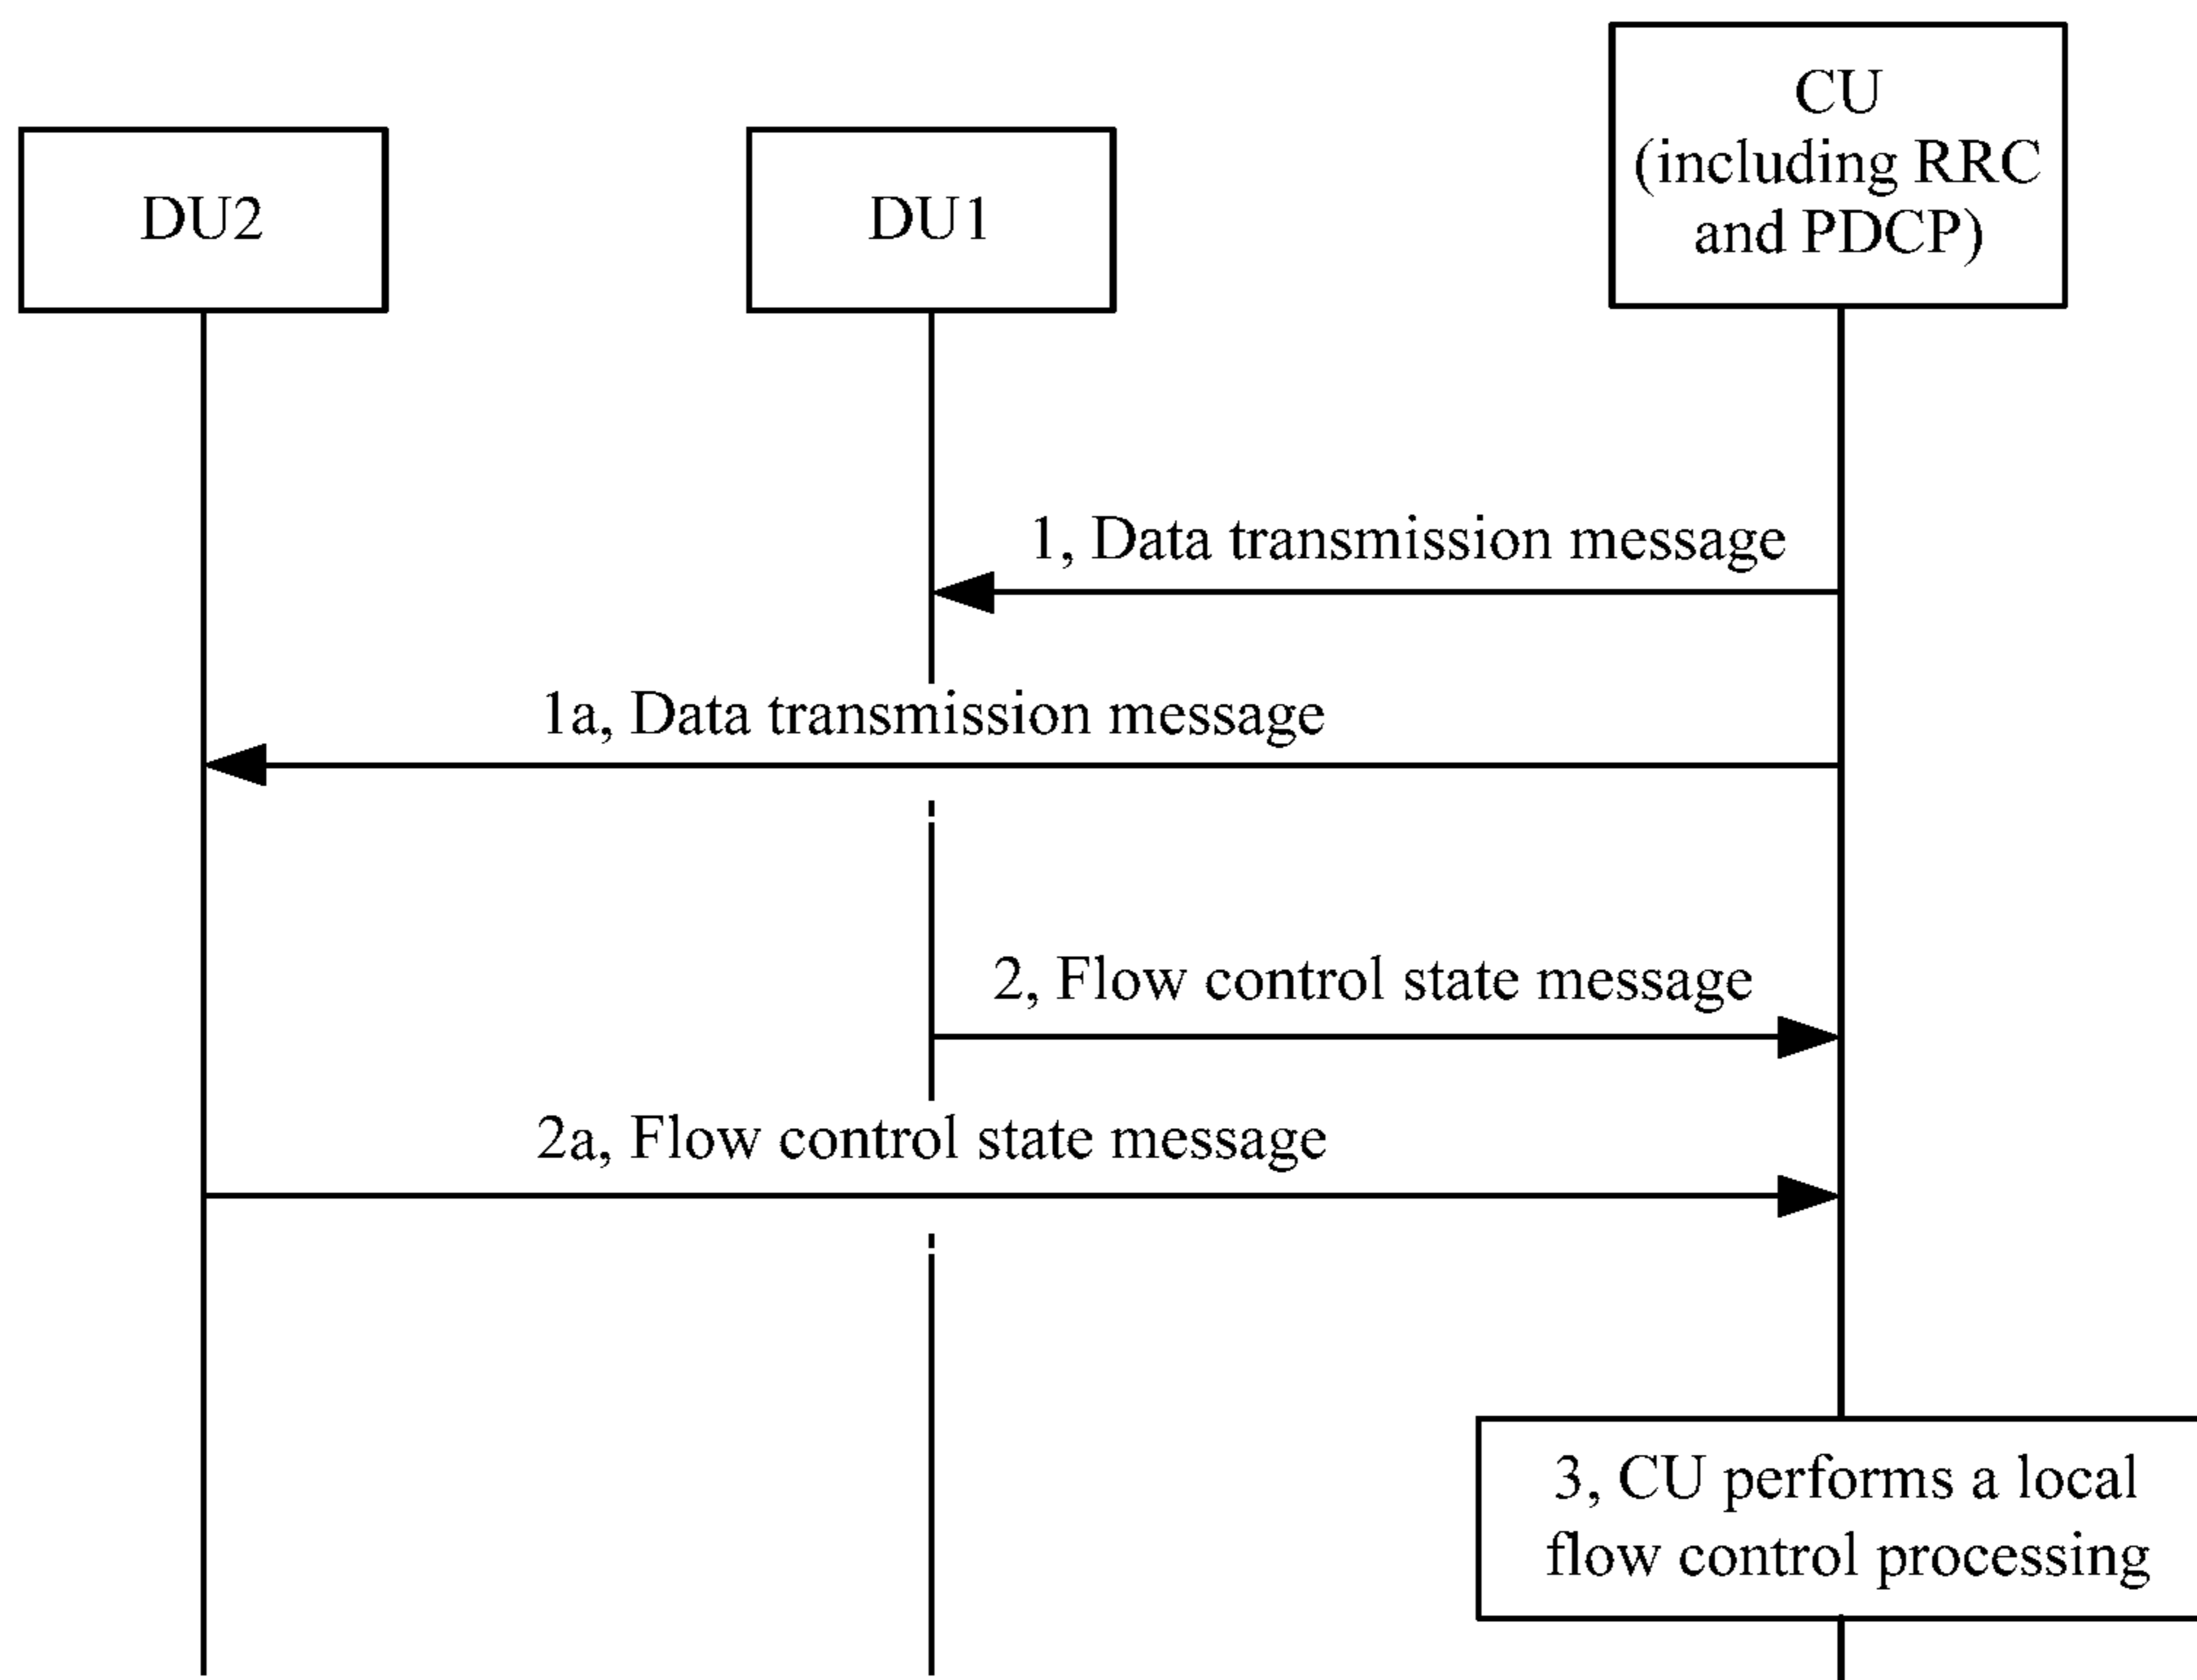 DU2
DU1
CU
(including RRC
and PDCP)
1, Data transmission message
1a, Data transmission message
2, Flow control state message
2a, Flow control state message
3, CU performs a local
flow control processing